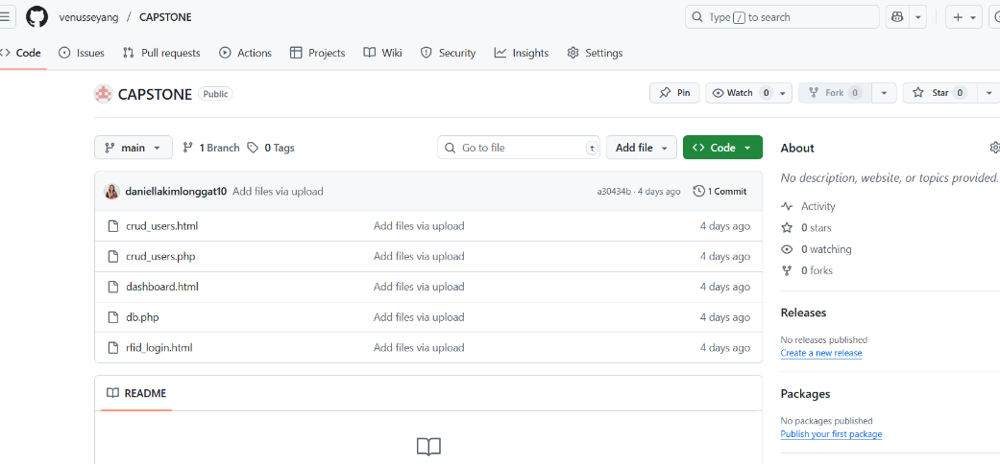 venusseyang / CAPSTONE
Type / to search
Code
Issues
Pull requests
Actions
Projects
Wiki
Security
Insights
Settings
CAPSTONE Public
Pin
Watch 0
Fork 0
Star 0
main
1 Branch
0 Tags
Go to file t
Add file
Code
daniellakimlonggat10 Add files via upload a30434b · 4 days ago 1 Commit
crud_users.html Add files via upload 4 days ago
crud_users.php Add files via upload 4 days ago
dashboard.html Add files via upload 4 days ago
db.php Add files via upload 4 days ago
rfid_login.html Add files via upload 4 days ago
README
About
No description, website, or topics provided.
Activity
0 stars
0 watching
0 forks
Releases
No releases published
Create a new release
Packages
No packages published
Publish your first package